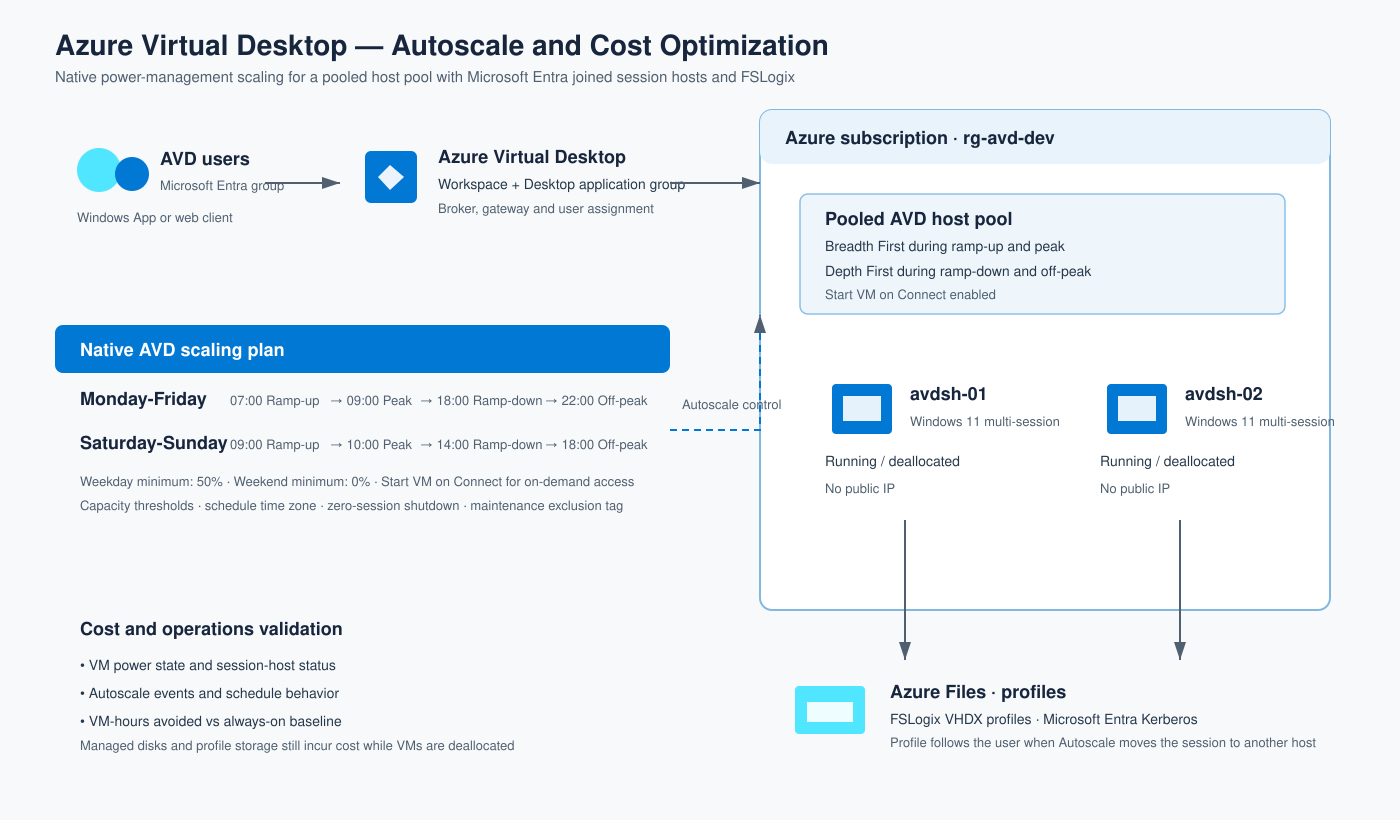 Azure Virtual Desktop — Autoscale and Cost Optimization
Native power-management scaling for a pooled host pool with Microsoft Entra joined session hosts and FSLogix
AVD users
Microsoft Entra group
Windows App or web client
Azure Virtual Desktop
Workspace + Desktop application group
Broker, gateway and user assignment
Azure subscription · rg-avd-dev
Pooled AVD host pool
Breadth First during ramp-up and peak
Depth First during ramp-down and off-peak
Start VM on Connect enabled
Native AVD scaling plan
Monday-Friday 07:00 Ramp-up → 09:00 Peak → 18:00 Ramp-down → 22:00 Off-peak
Saturday-Sunday 09:00 Ramp-up → 10:00 Peak → 14:00 Ramp-down → 18:00 Off-peak
Weekday minimum: 50% · Weekend minimum: 0% · Start VM on Connect for on-demand access
Capacity thresholds · schedule time zone · zero-session shutdown · maintenance exclusion tag
Autoscale control
avdsh-01
Windows 11 multi-session
Running / deallocated
No public IP
avdsh-02
Windows 11 multi-session
Running / deallocated
No public IP
Cost and operations validation
• VM power state and session-host status
• Autoscale events and schedule behavior
• VM-hours avoided vs always-on baseline
Managed disks and profile storage still incur cost while VMs are deallocated
Azure Files · profiles
FSLogix VHDX profiles · Microsoft Entra Kerberos
Profile follows the user when Autoscale moves the session to another host